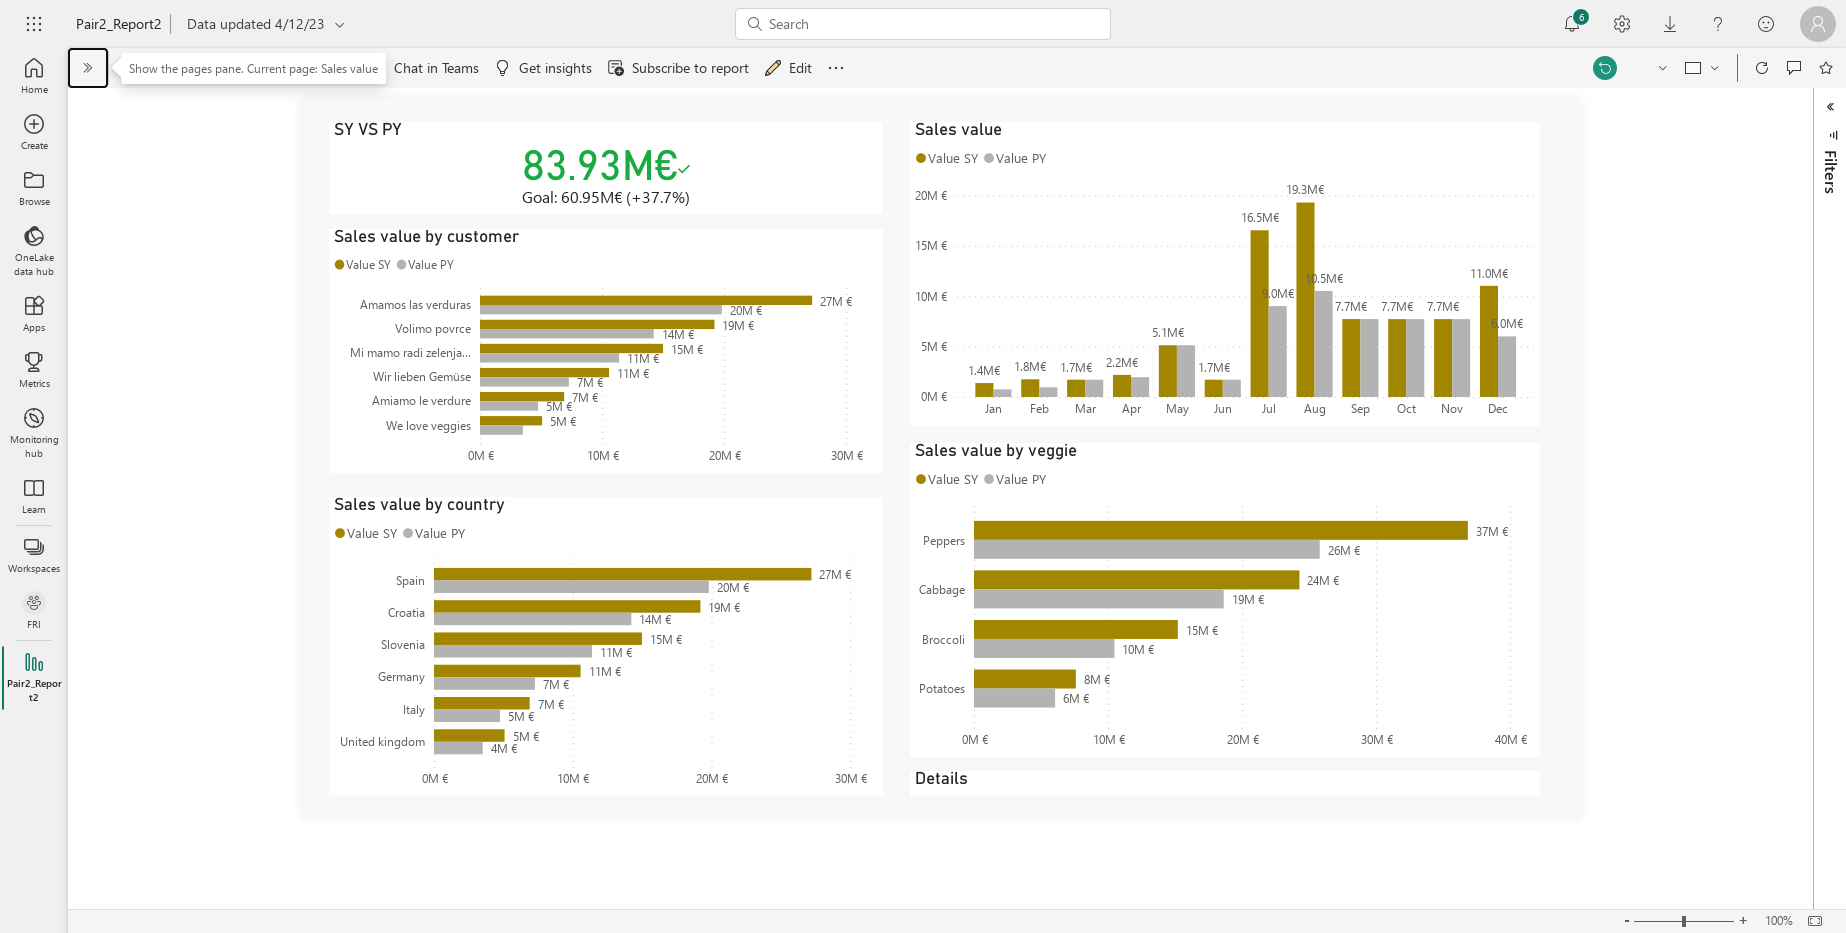 Pair2_Report2
Data updated 4/12/23
Search
6
Show the pages pane. Current page: Sales value
Chat in Teams
Get insights
Subscribe to report
Edit
Home
Create
Browse
OneLake
data hub
Apps
Metrics
Monitoring
hub
Learn
Workspaces
FRI
Pair2_Repor
t2
SY VS PY
83.93M€
Goal: 60.95M€ (+37.7%)
Sales value by customer
Value SY Value PY
Amamos las verduras 27M € 20M €
Volimo povrce 19M € 14M €
Mi mamo radi zelenja... 15M € 11M €
Wir lieben Gemüse 11M € 7M €
Amiamo le verdure 7M € 5M €
We love veggies 5M €
0M € 10M € 20M € 30M €
Sales value by country
Value SY Value PY
Spain 27M € 20M €
Croatia 19M € 14M €
Slovenia 15M € 11M €
Germany 11M € 7M €
Italy 7M € 5M €
United kingdom 5M € 4M €
0M € 10M € 20M € 30M €
Sales value
Value SY Value PY
20M €
15M €
10M €
5M €
0M €
1.4M€ 1.8M€ 1.7M€ 2.2M€ 5.1M€ 1.7M€ 16.5M€ 9.0M€ 19.3M€ 10.5M€ 7.7M€ 7.7M€ 7.7M€ 11.0M€ 6.0M€
Jan Feb Mar Apr May Jun Jul Aug Sep Oct Nov Dec
Sales value by veggie
Value SY Value PY
Peppers 37M € 26M €
Cabbage 24M € 19M €
Broccoli 15M € 10M €
Potatoes 8M € 6M €
0M € 10M € 20M € 30M € 40M €
Details
Filters
- + 100%